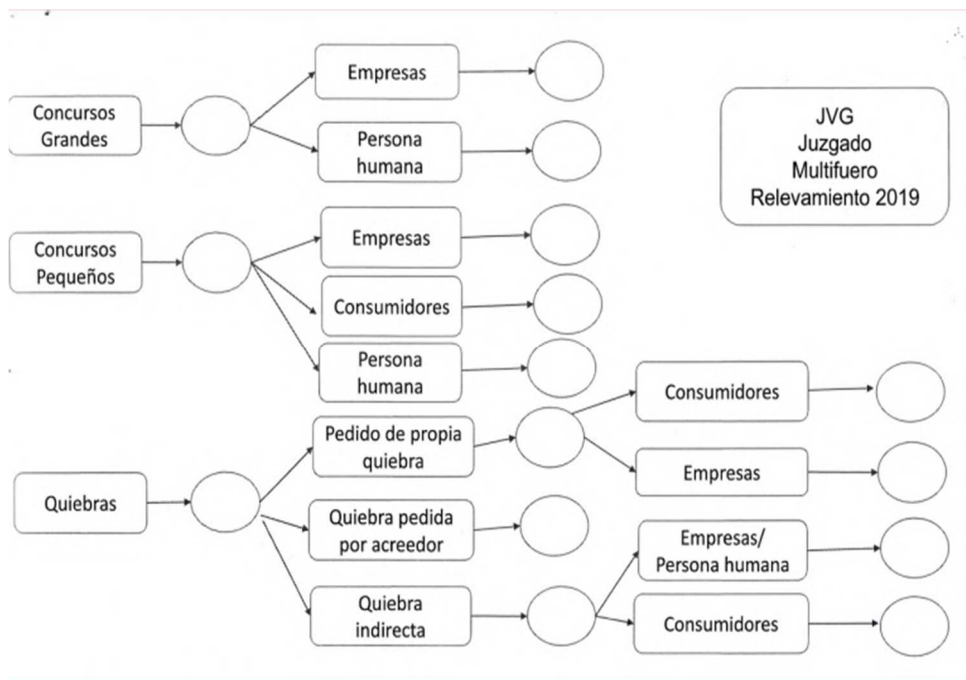 Concursos
Grandes
Empresas
Persona
humana
JVG
Juzgado
Multifuero
Relevamiento 2019
Concursos
Pequeños
Empresas
Consumidores
Persona
humana
Quiebras
Pedido de propia
quiebra
Consumidores
Empresas
Quiebra pedida
por acreedor
Quiebra
indirecta
Empresas/
Persona humana
Consumidores